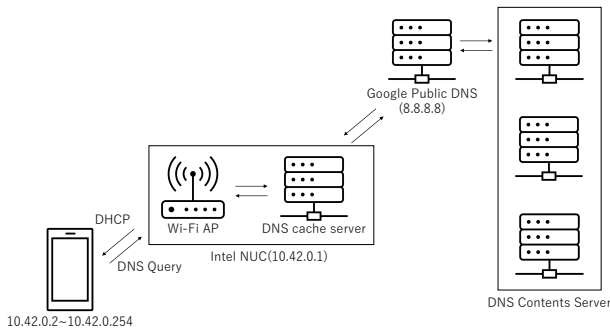 Google Public DNS
(8.8.8.8)
Wi-Fi AP
DNS cache server
DHCP
DNS Query
Intel NUC(10.42.0.1)
DNS Contents Server
10.42.0.2~10.42.0.254